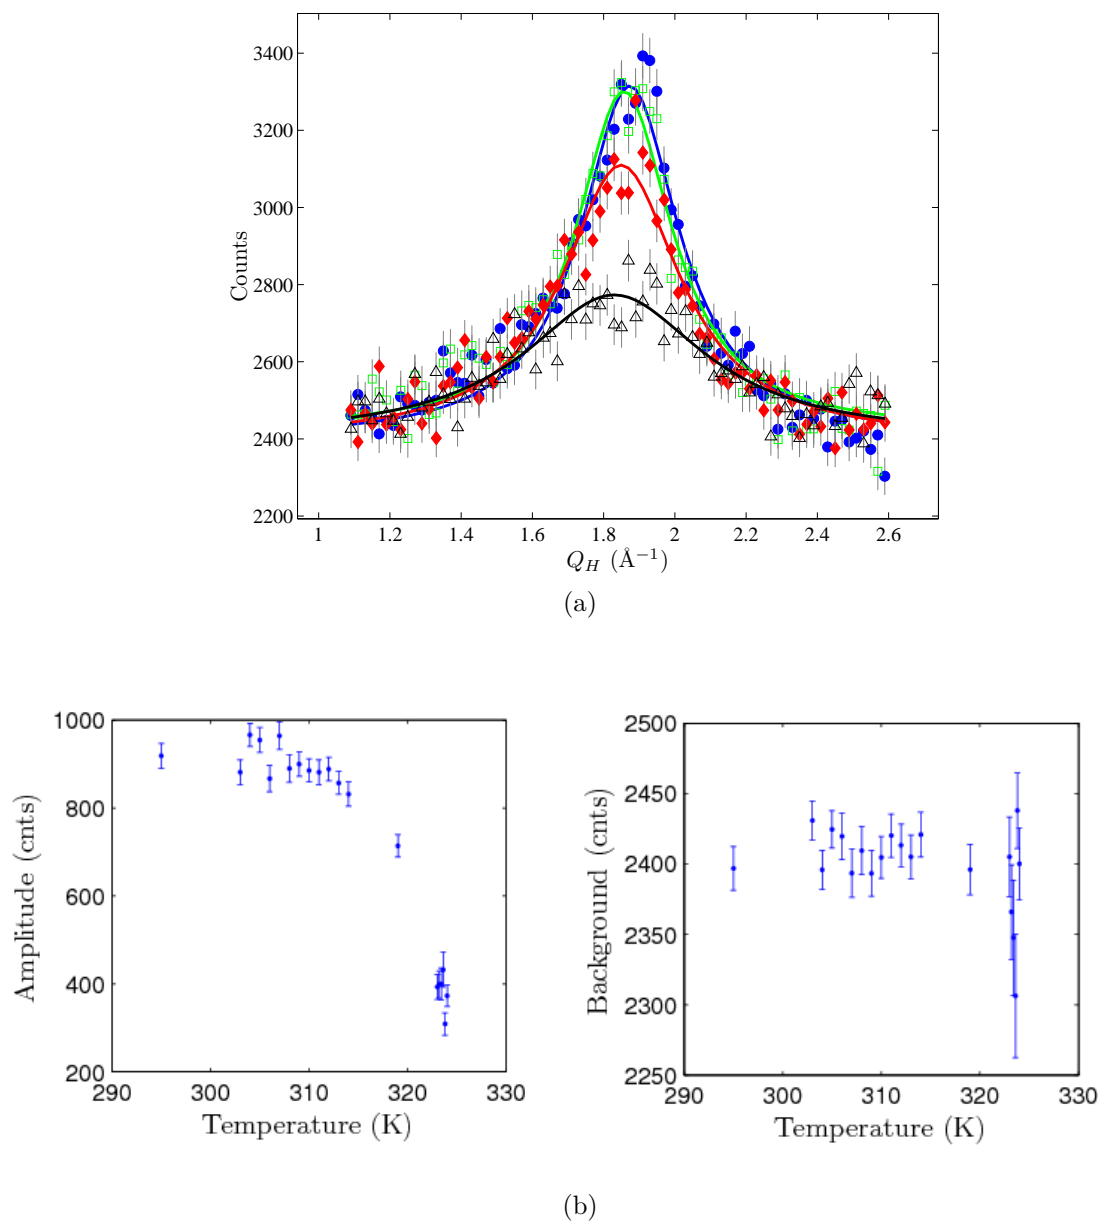 3400
3200
3000
2800
2600
2400
2200
Counts
1 1.2 1.4 1.6 1.8 2 2.2 2.4 2.6
Q_H (Å⁻¹)
(a)
1000
800
600
400
200
Amplitude (cnts)
290 300 310 320 330
Temperature (K)
2500
2450
2400
2350
2300
2250
Background (cnts)
290 300 310 320 330
Temperature (K)
(b)